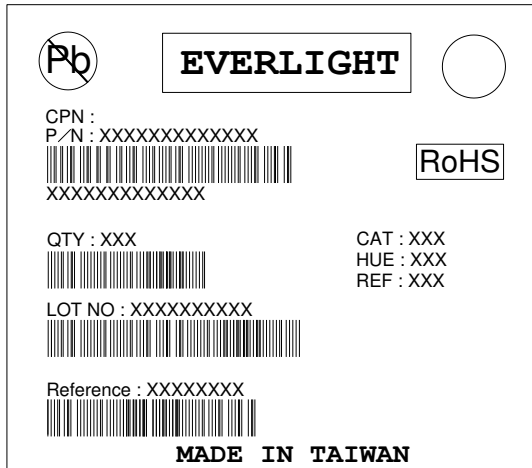 Pb
EVERLIGHT
CPN :
P/N : XXXXXXXXXXXXX
RoHS
XXXXXXXXXXXXX
QTY : XXX
CAT : XXX
HUE : XXX
REF : XXX
LOT NO : XXXXXXXXXX
Reference : XXXXXXXX
MADE IN TAIWAN